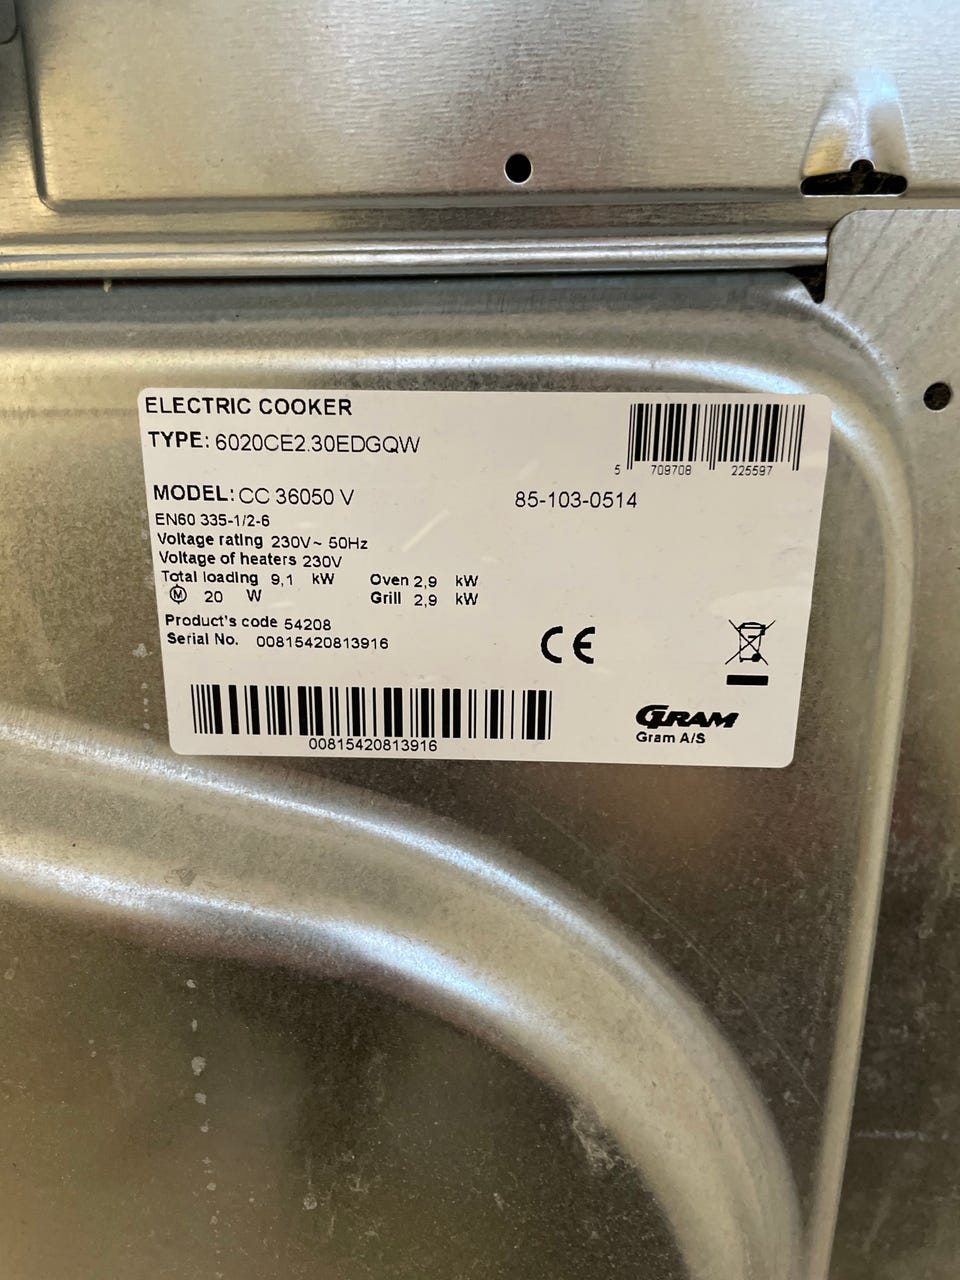 ELECTRIC COOKER
TYPE: 6020CE2.30EDGQW
5 709708 225597
MODEL: CC 36050 V 85-103-0514
EN60 335-1/2-6
Voltage rating 230V~ 50Hz
Voltage of heaters 230V
Total loading 9,1 kW Oven 2,9 kW
M 20 W Grill 2,9 kW
Product's code 54208
Serial No. 00815420813916
CE
00815420813916
GRAM
Gram A/S